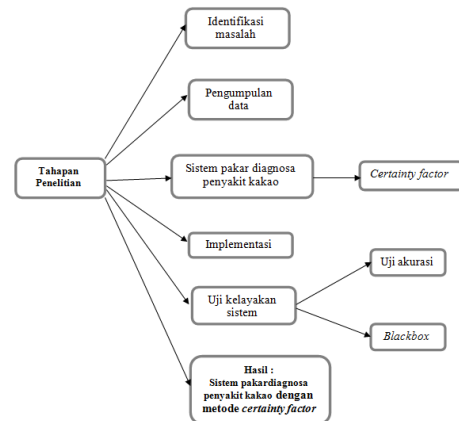 Identifikasi
masalah
Pengumpulan
data
Tahapan
Penelitian
Sistem pakar diagnosa
penyakit kakao
Certainty factor
Implementasi
Uji kelayakan
sistem
Uji akurasi
Blackbox
Hasil :
Sistem pakardiagnosa
penyakit kakao dengan
metode certainty factor